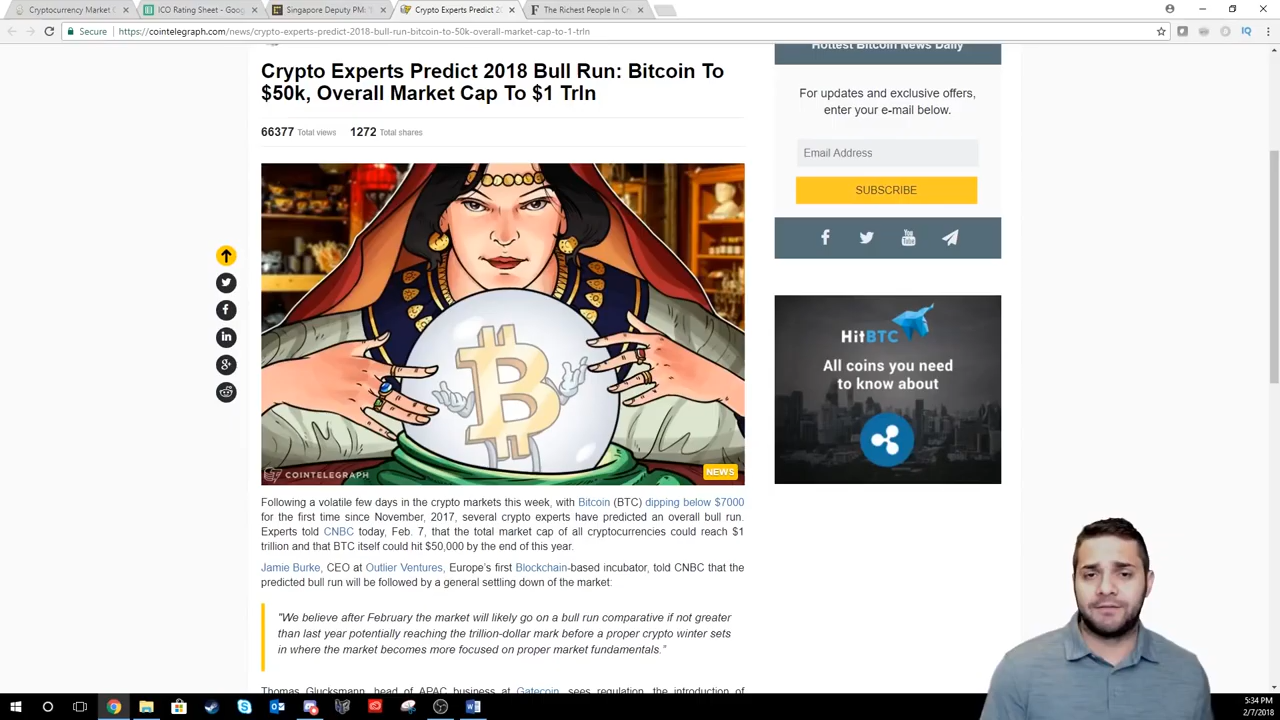 Cryptocurrency Market C
ICO Rating Sheet - Goog
Singapore Deputy PM:
Crypto Experts Predict 20
The Richest People In Cr
Secure
https://cointelegraph.com/news/crypto-experts-predict-2018-bull-run-bitcoin-to-50k-overall-market-cap-to-1-trln
Crypto Experts Predict 2018 Bull Run: Bitcoin To
$50k, Overall Market Cap To $1 Trln
66377 Total views 1272 Total shares
COINTELEGRAPH
NEWS
Following a volatile few days in the crypto markets this week, with Bitcoin (BTC) dipping below $7000
for the first time since November, 2017, several crypto experts have predicted an overall bull run.
Experts told CNBC today, Feb. 7, that the total market cap of all cryptocurrencies could reach $1
trillion and that BTC itself could hit $50,000 by the end of this year.
Jamie Burke, CEO at Outlier Ventures, Europe's first Blockchain-based incubator, told CNBC that the
predicted bull run will be followed by a general settling down of the market:
"We believe after February the market will likely go on a bull run comparative if not greater
than last year potentially reaching the trillion-dollar mark before a proper crypto winter sets
in where the market becomes more focused on proper market fundamentals."
Thomas Glucksmann, head of APAC business at Gatecoin, sees regulation, the introduction of
Hottest Bitcoin News Daily
For updates and exclusive offers,
enter your e-mail below.
Email Address
SUBSCRIBE
HitBTC
All coins you need
to know about
5:34 PM
2/7/2018